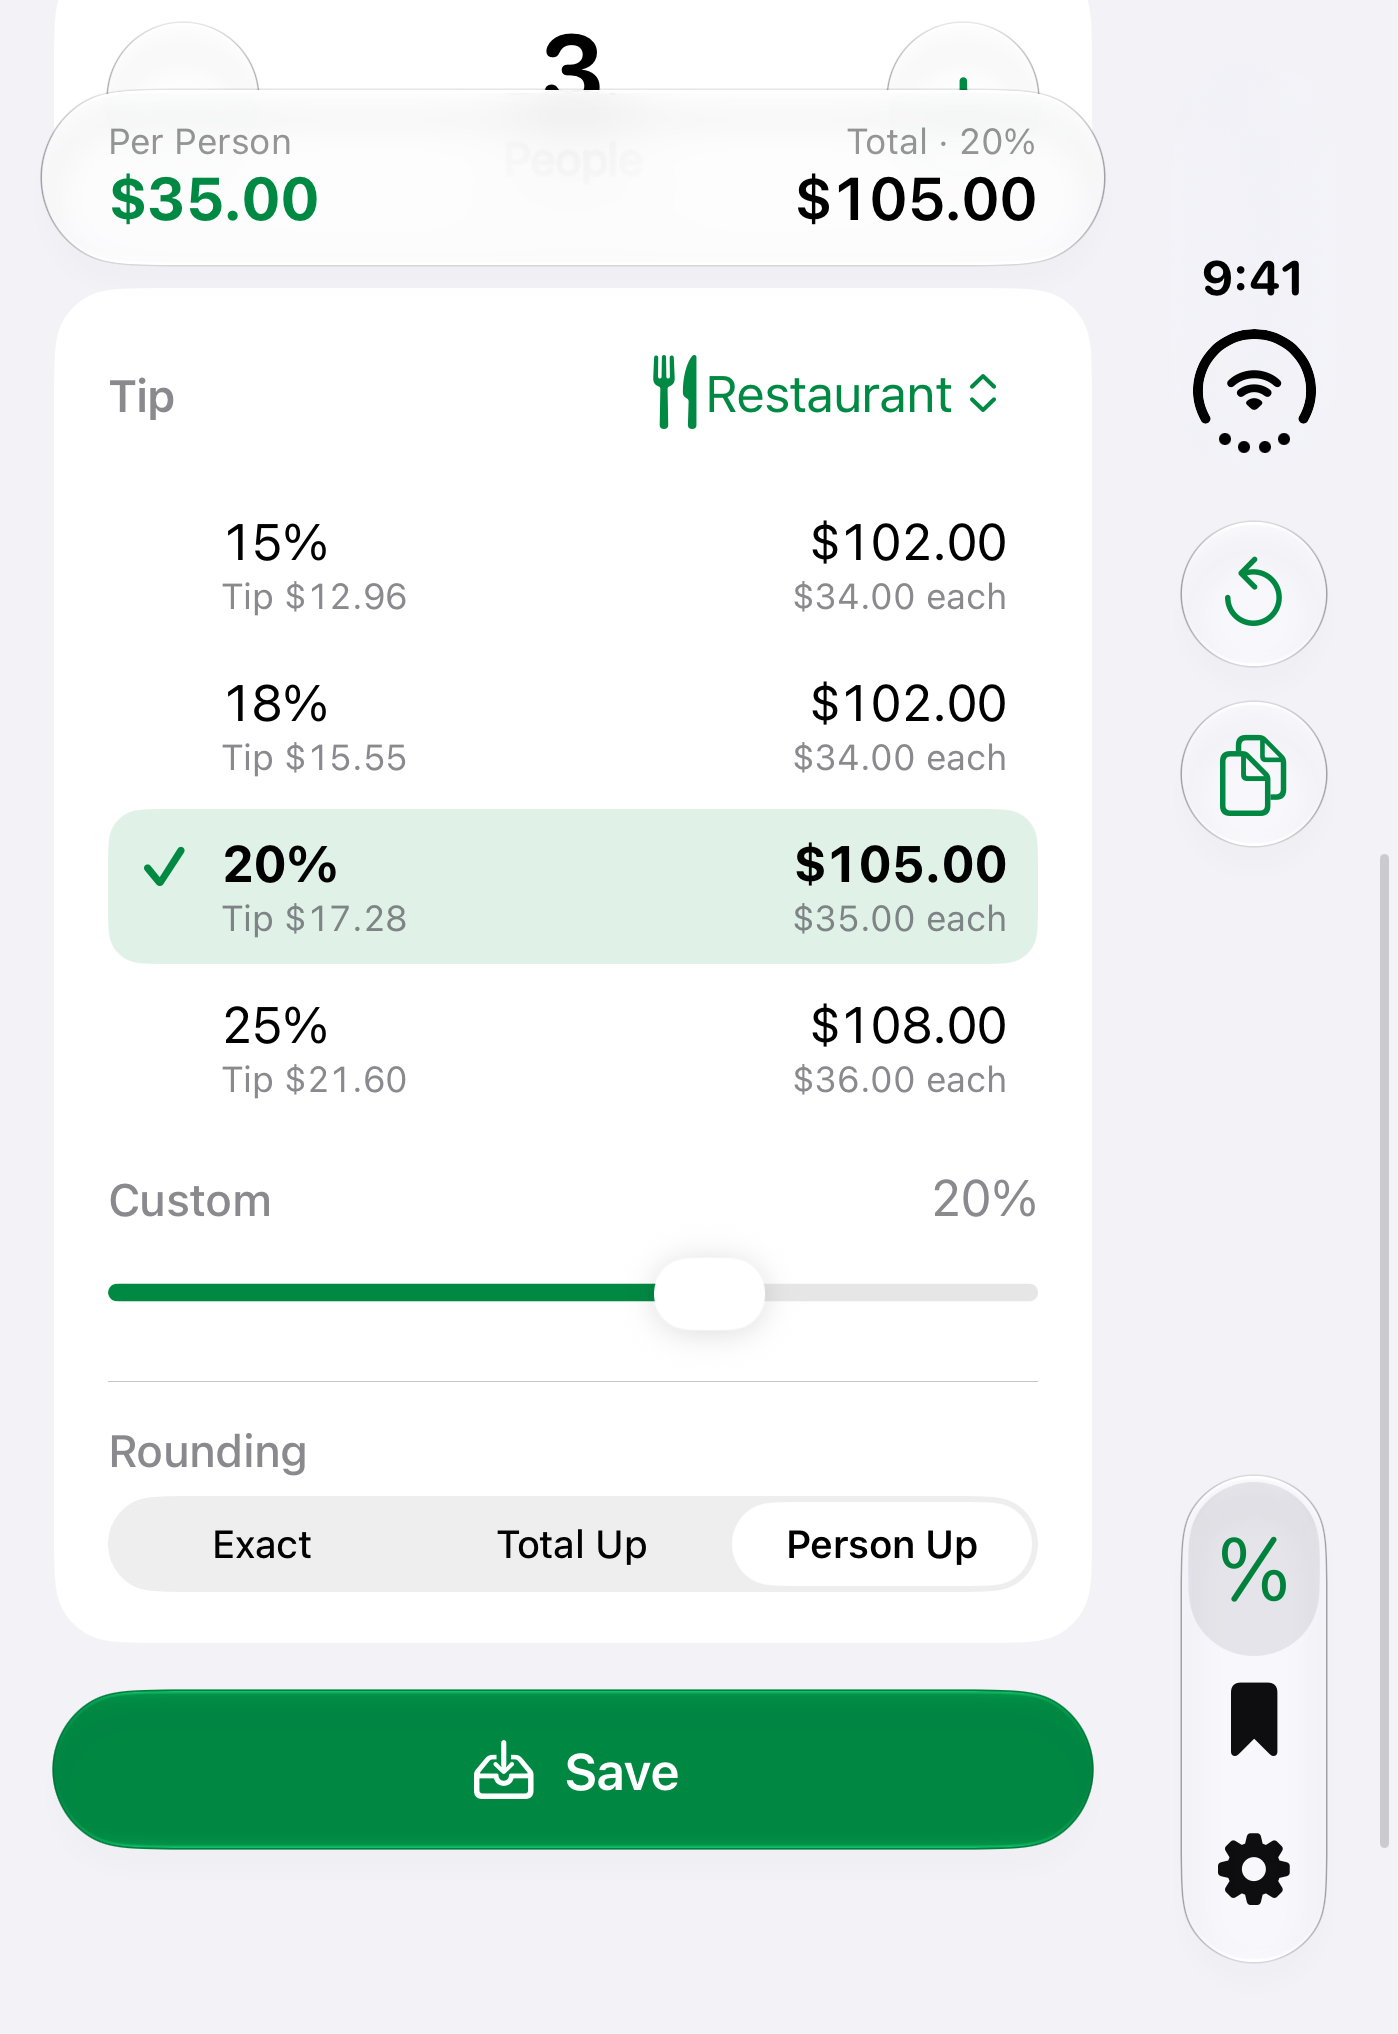 3
People
Per Person
$35.00
Total · 20%
$105.00
9:41
Tip
Restaurant
15%
$102.00
Tip $12.96
$34.00 each
18%
$102.00
Tip $15.55
$34.00 each
20%
$105.00
Tip $17.28
$35.00 each
25%
$108.00
Tip $21.60
$36.00 each
Custom
20%
Rounding
Exact
Total Up
Person Up
%
Save